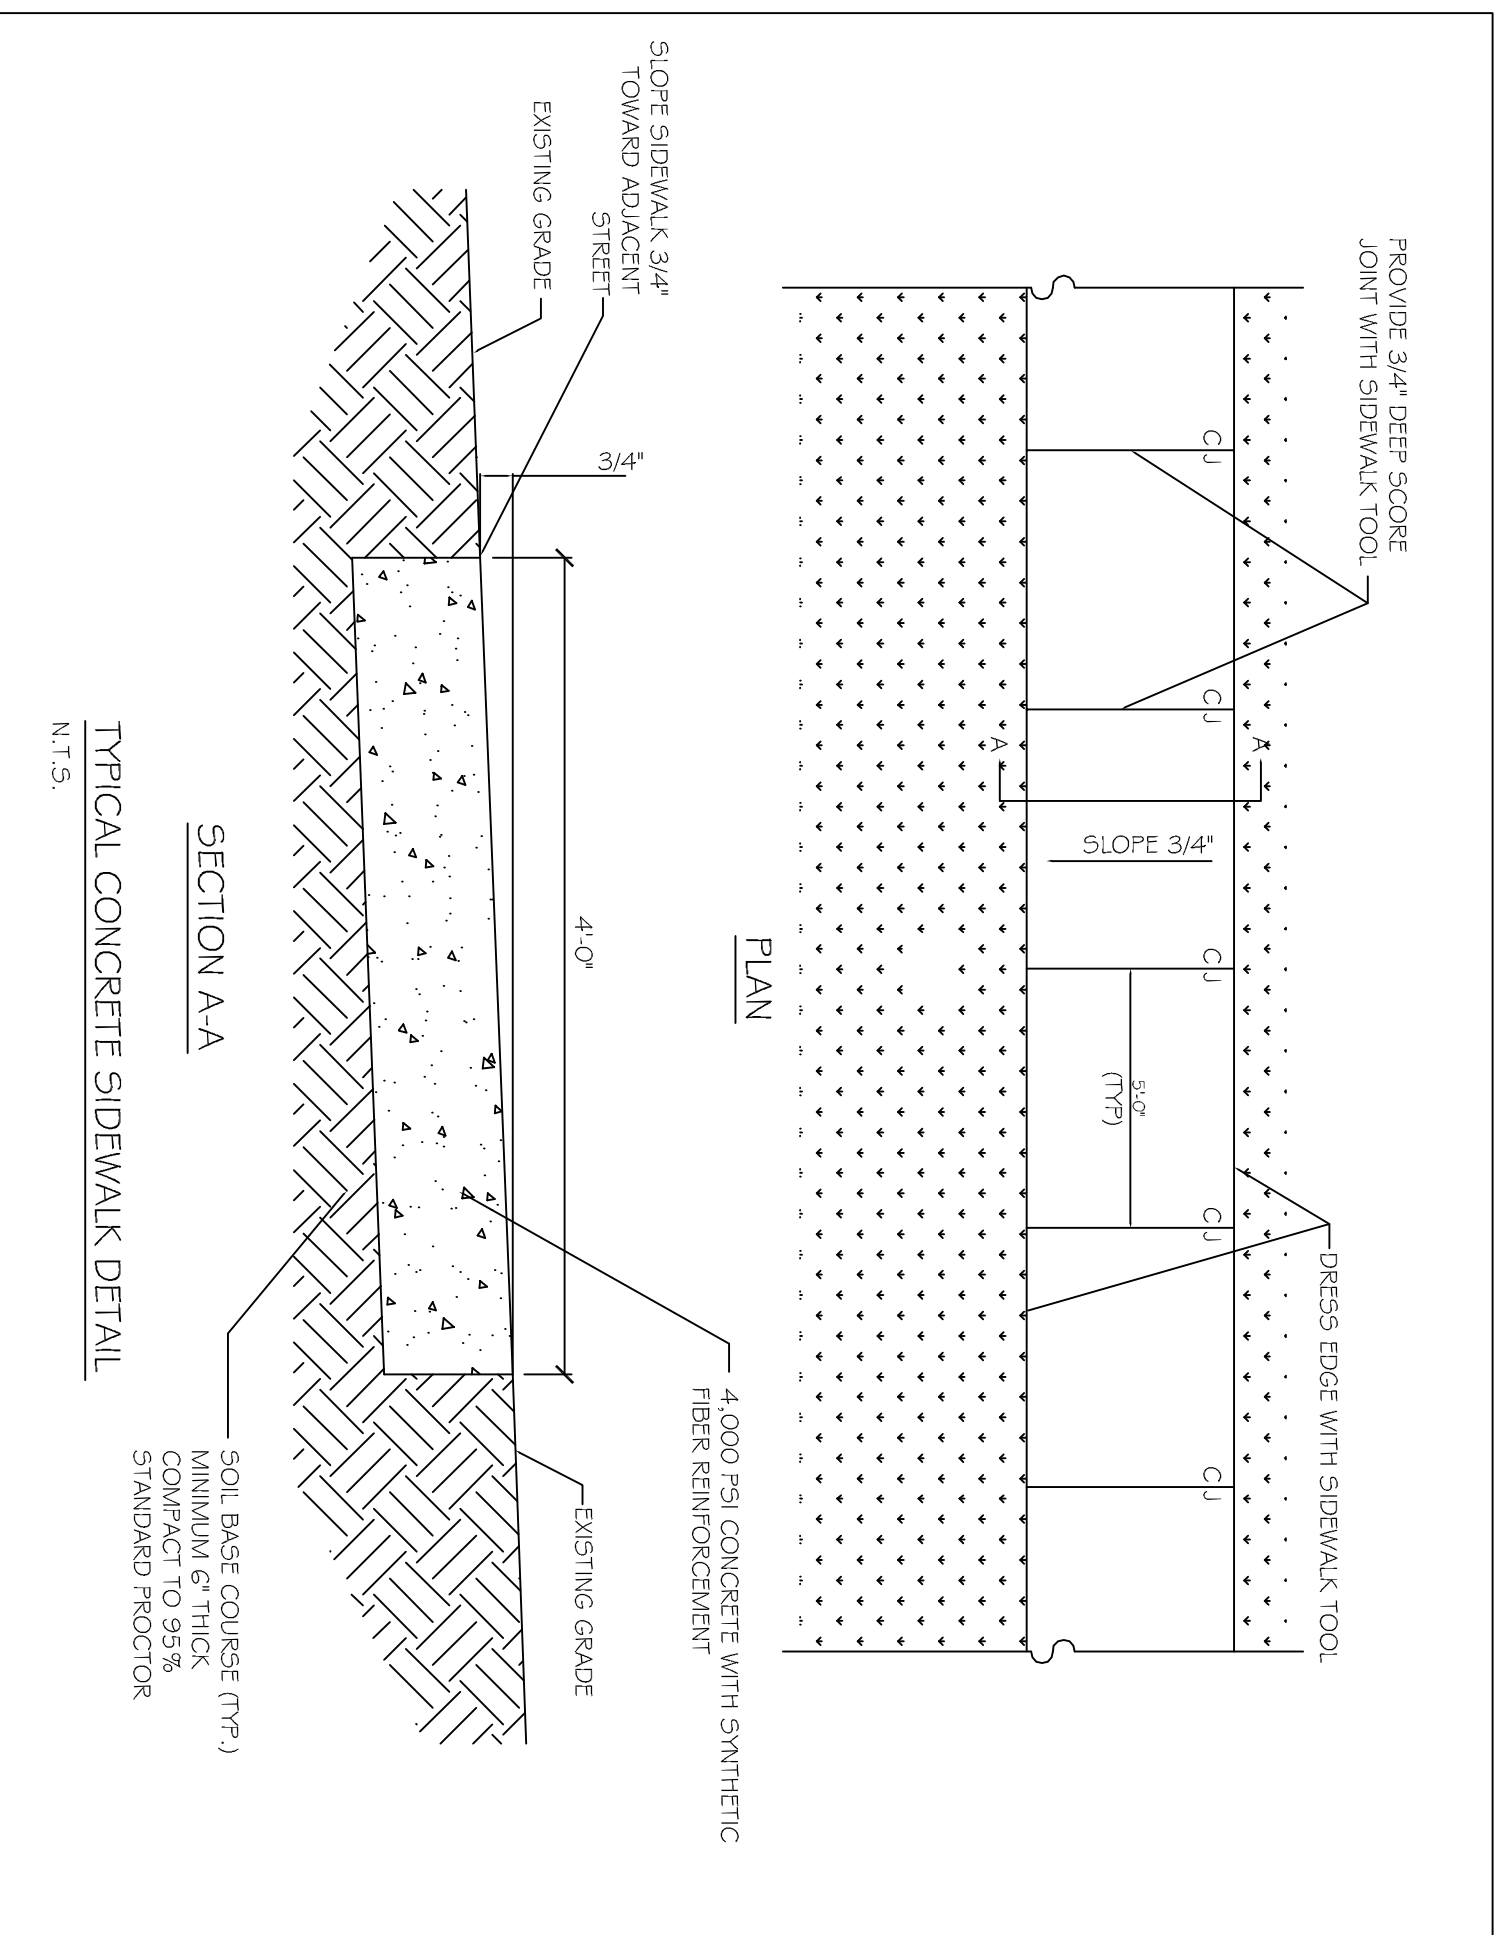 PROVIDE 3/4" DEEP SCORE
JOINT WITH SIDEWALK TOOL
DRESS EDGE WITH SIDEWALK TOOL
CJ
CJ
CJ
CJ
CJ
A
A
SLOPE 3/4"
5'-0"
(TYP)
PLAN
SLOPE SIDEWALK 3/4"
TOWARD ADJACENT
STREET
EXISTING GRADE
3/4"
4'-0"
4,000 PSI CONCRETE WITH SYNTHETIC
FIBER REINFORCEMENT
EXISTING GRADE
SOIL BASE COURSE (TYP.)
MINIMUM 6" THICK
COMPACT TO 95%
STANDARD PROCTOR
SECTION A-A
TYPICAL CONCRETE SIDEWALK DETAIL
N.T.S.